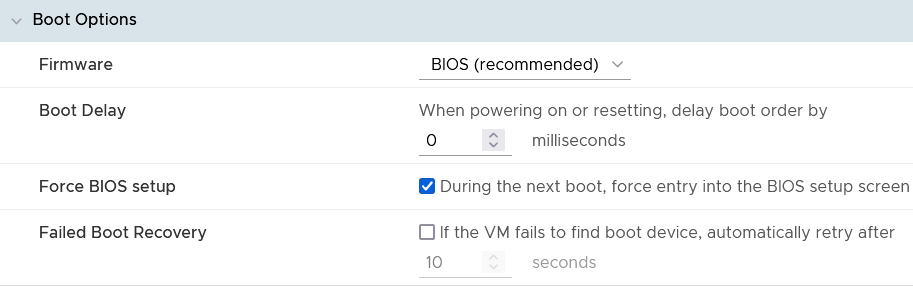 Boot Options
Firmware
BIOS (recommended)
Boot Delay
When powering on or resetting, delay boot order by
0
milliseconds
Force BIOS setup
During the next boot, force entry into the BIOS setup screen
Failed Boot Recovery
If the VM fails to find boot device, automatically retry after
10
seconds